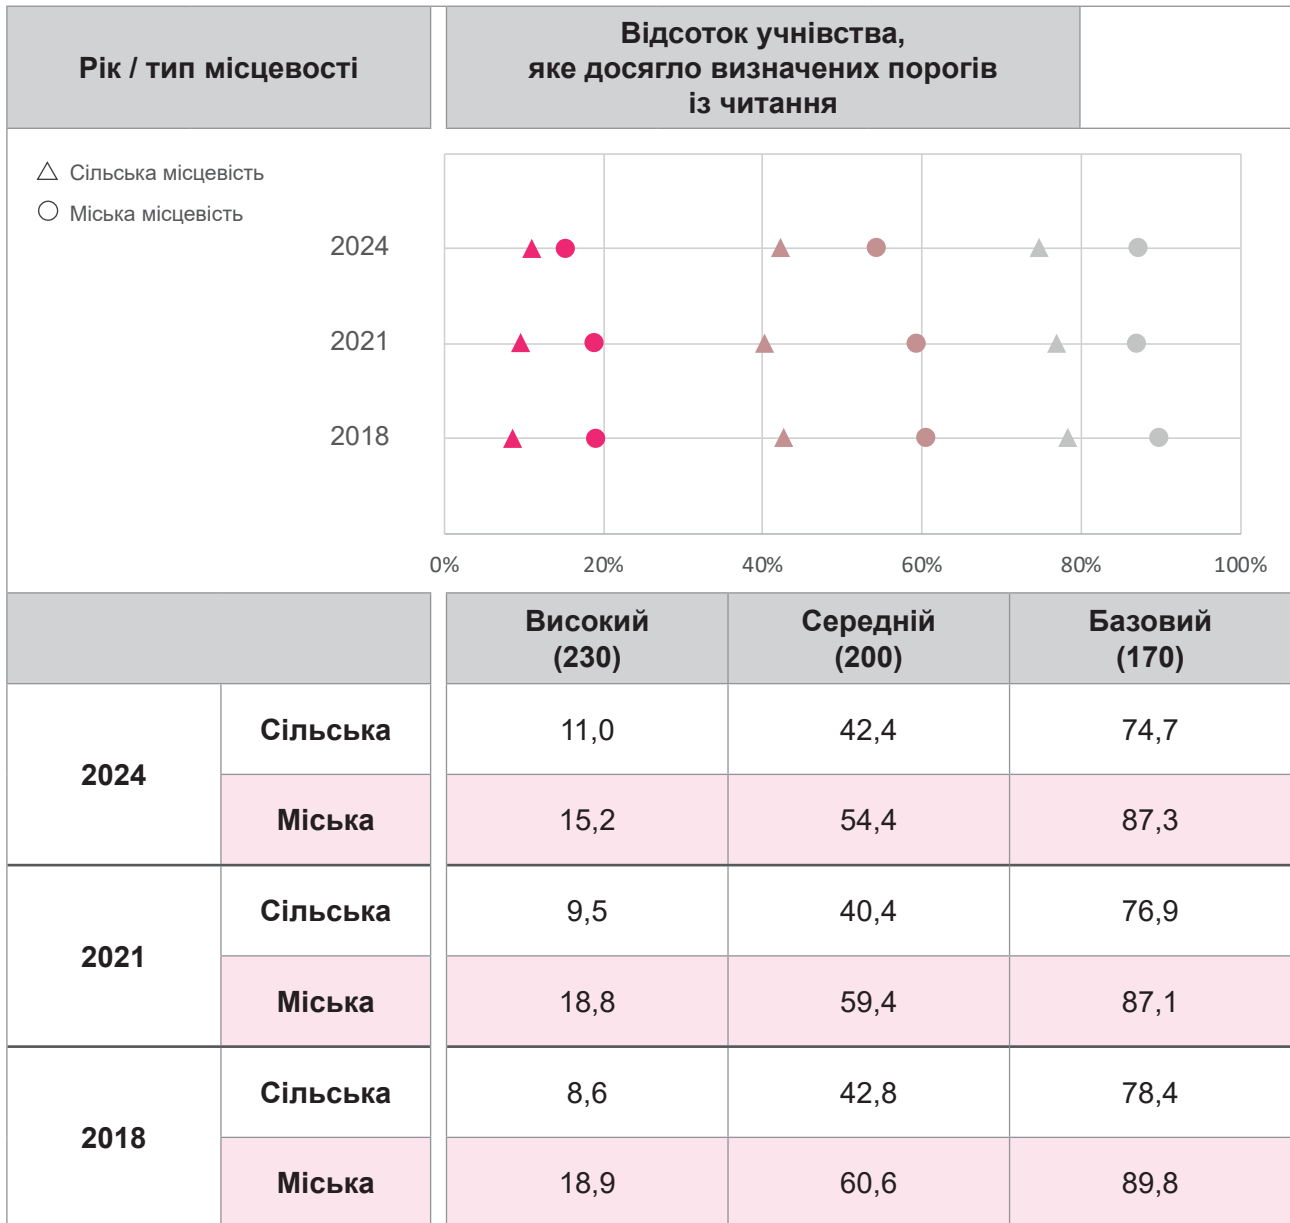 Рік / тип місцевості
Відсоток учнівства,
яке досягло визначених порогів
із читання
Сільська місцевість
Міська місцевість
2024
2021
2018
0% 20% 40% 60% 80% 100%
Високий Середній Базовий
(230) (200) (170)
2024
Сільська 11,0 42,4 74,7
Міська 15,2 54,4 87,3
2021
Сільська 9,5 40,4 76,9
Міська 18,8 59,4 87,1
2018
Сільська 8,6 42,8 78,4
Міська 18,9 60,6 89,8